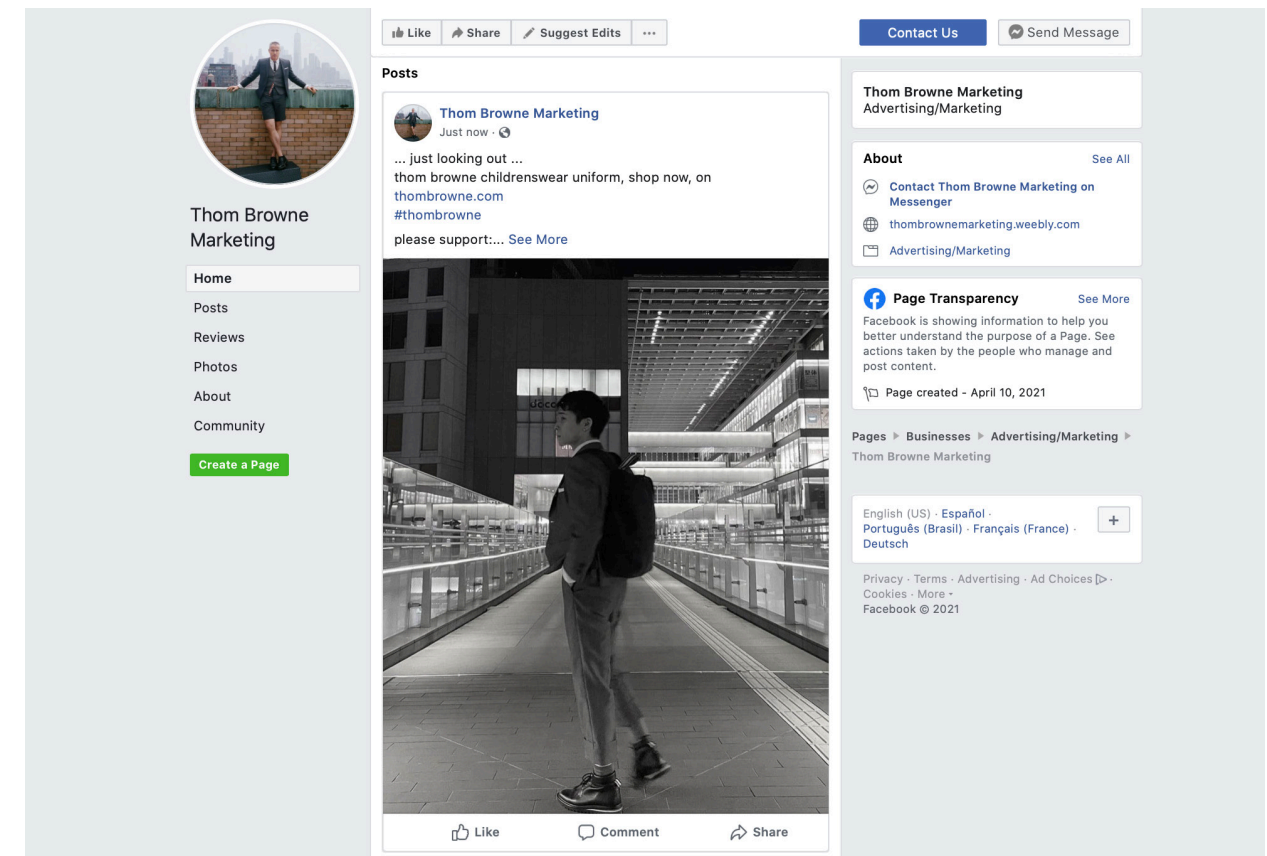 Like
Share
Suggest Edits
...
Contact Us
Send Message
Thom Browne
Marketing
Home
Posts
Reviews
Photos
About
Community
Create a Page
Posts
Thom Browne Marketing
Just now ·
... just looking out ...
thom browne childrenswear uniform, shop now, on
thombrowne.com
#thombrowne
please support:... See More
Like
Comment
Share
Thom Browne Marketing
Advertising/Marketing
About
See All
Contact Thom Browne Marketing on
Messenger
thombrownemarketing.weebly.com
Advertising/Marketing
Page Transparency
See More
Facebook is showing information to help you
better understand the purpose of a Page. See
actions taken by the people who manage and
post content.
Page created - April 10, 2021
Pages ▶ Businesses ▶ Advertising/Marketing ▶
Thom Browne Marketing
English (US) · Español ·
Português (Brasil) · Français (France) ·
Deutsch
+
Privacy · Terms · Advertising · Ad Choices ·
Cookies · More
Facebook © 2021